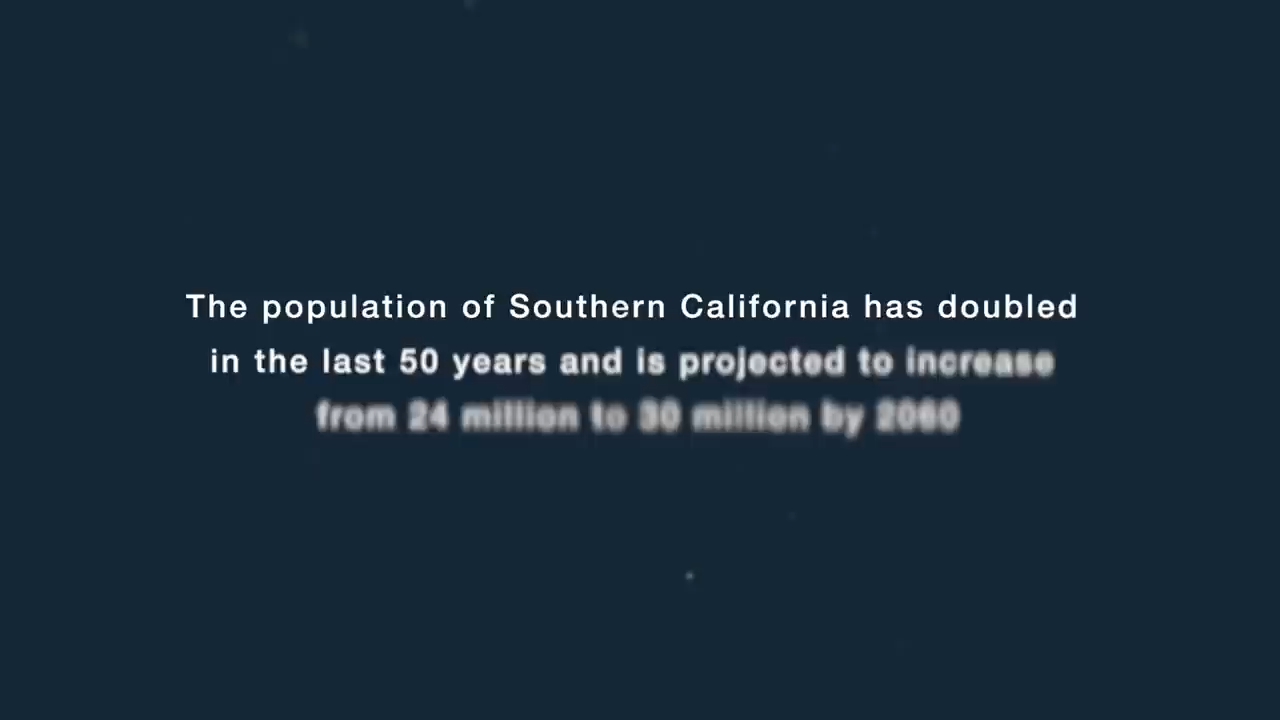 The population of Southern California has doubled
in the last 50 years and is projected to increase
from 24 million to 30 million by 2060